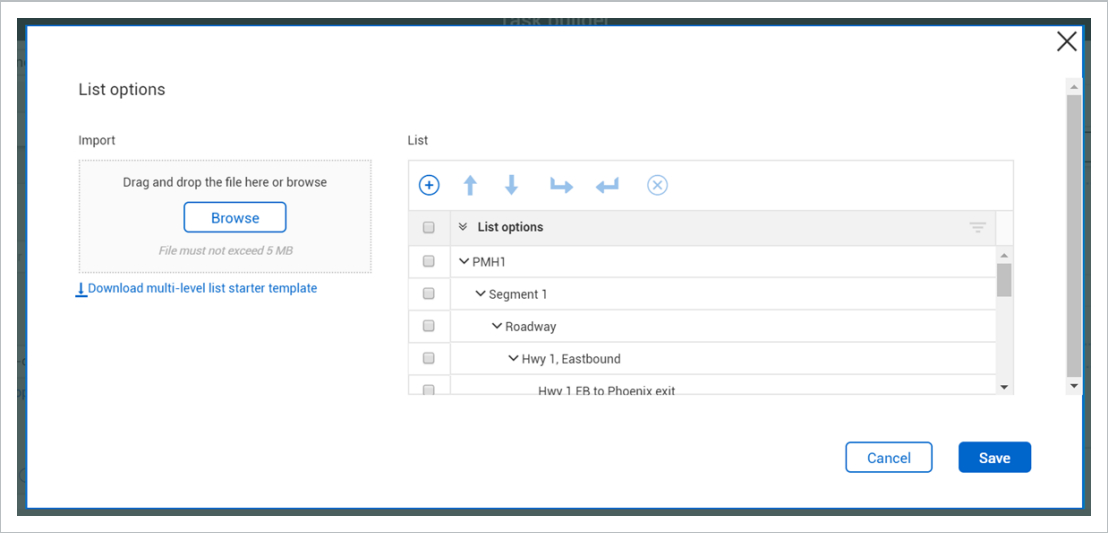 Task builder
List options
Import
Drag and drop the file here or browse
Browse
File must not exceed 5 MB
Download multi-level list starter template
List
List options
PMH1
Segment 1
Roadway
Hwy 1, Eastbound
Hwy 1 EB to Phoenix exit
Cancel
Save